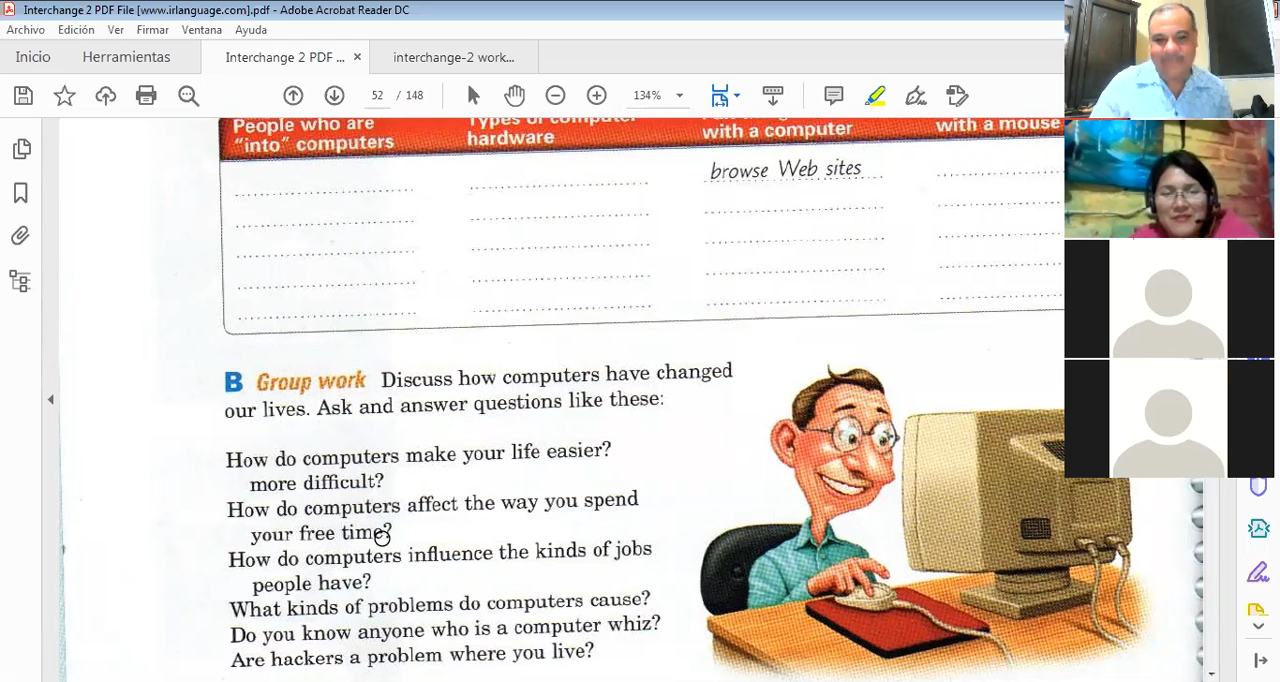 Interchange 2 PDF File [www.irlanguage.com].pdf - Adobe Acrobat Reader DC
Archivo Edición Ver Firmar Ventana Ayuda
Inicio Herramientas Interchange 2 PDF ... × interchange-2 work...
52 / 148 134%
People who are Types of computer with a mouse
"into" computers hardware with a computer
browse Web sites
B Group work Discuss how computers have changed
our lives. Ask and answer questions like these:
How do computers make your life easier?
more difficult?
How do computers affect the way you spend
your free time?
How do computers influence the kinds of jobs
people have?
What kinds of problems do computers cause?
Do you know anyone who is a computer whiz?
Are hackers a problem where you live?